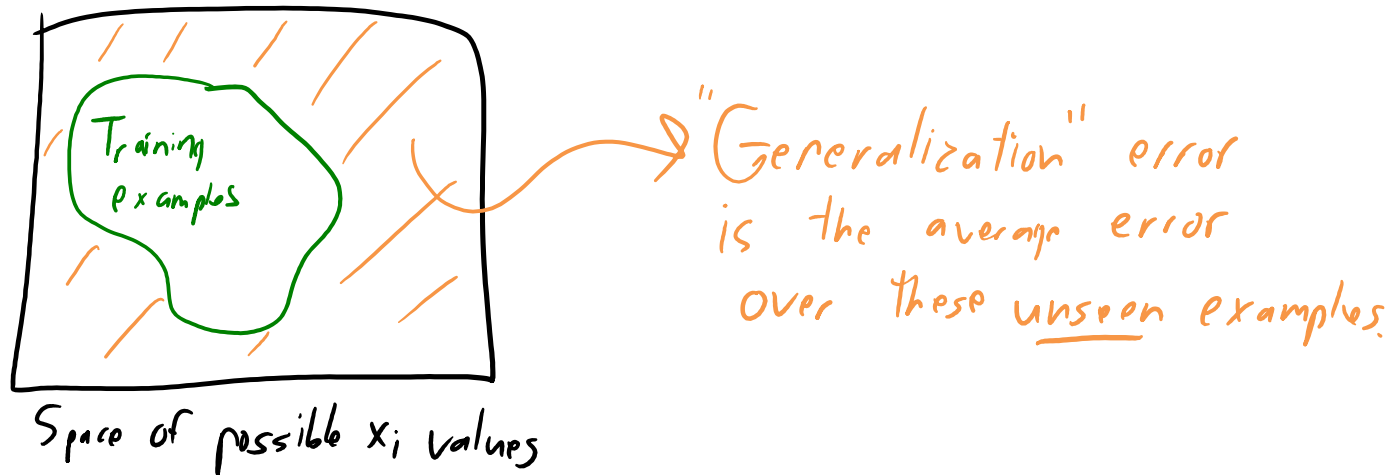 Training
examples
"Generalization" error
is the average error
over these unseen examples.
Space of possible xi values